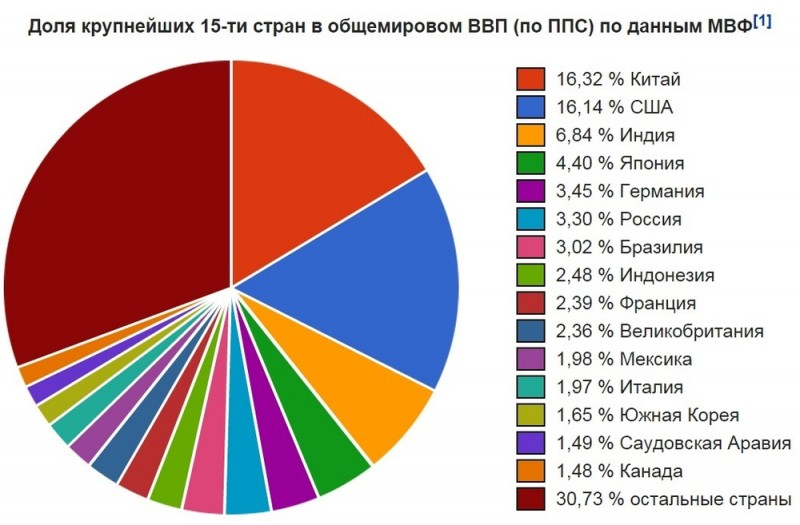 Доля крупнейших 15-ти стран в общемировом ВВП (по ППС) по данным МВФ[1]
16,32 % Китай
16,14 % США
6,84 % Индия
4,40 % Япония
3,45 % Германия
3,30 % Россия
3,02 % Бразилия
2,48 % Индонезия
2,39 % Франция
2,36 % Великобритания
1,98 % Мексика
1,97 % Италия
1,65 % Южная Корея
1,49 % Саудовская Аравия
1,48 % Канада
30,73 % остальные страны